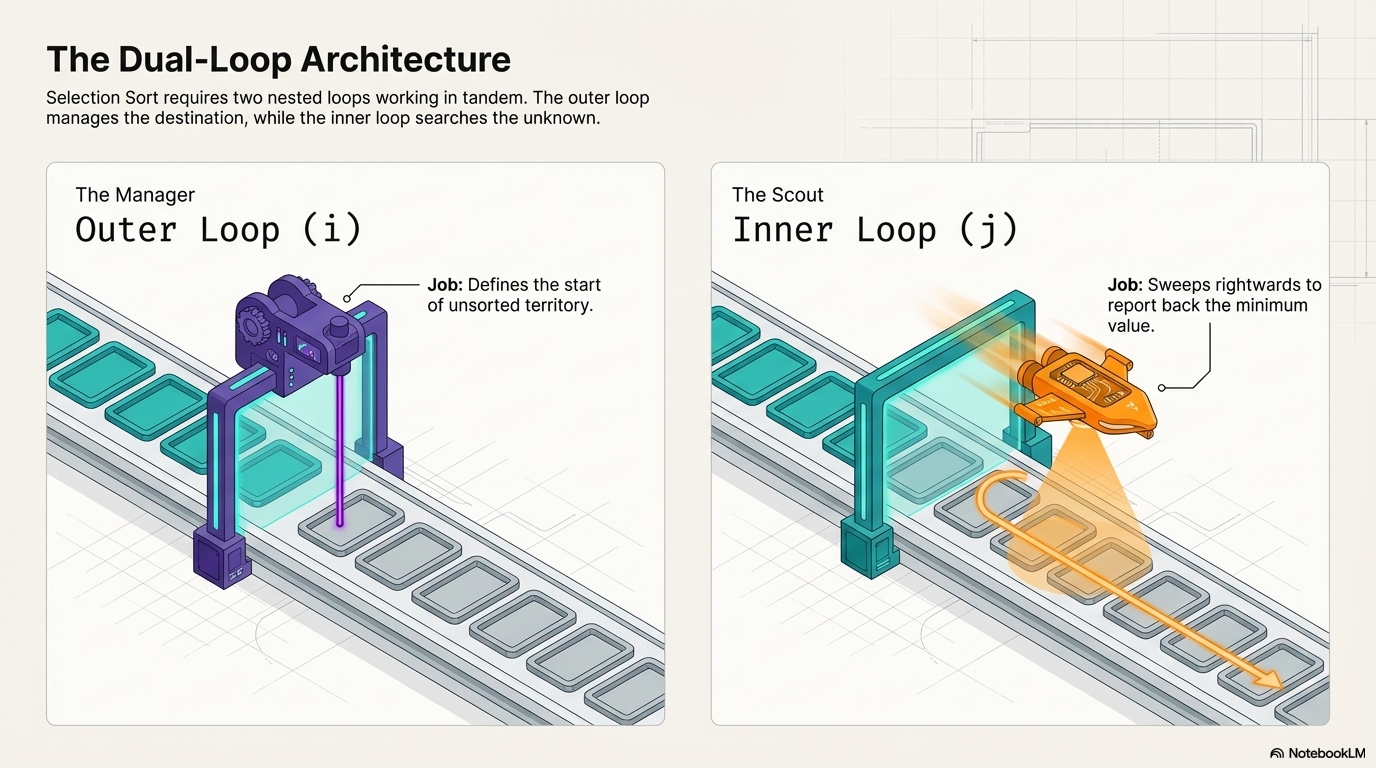 The Dual-Loop Architecture
Selection Sort requires two nested loops working in tandem. The outer loop
manages the destination, while the inner loop searches the unknown.
The Manager
Outer Loop (i)
Job: Defines the start
of unsorted territory.
The Scout
Inner Loop (j)
Job: Sweeps rightwards to
report back the minimum
value.
NotebookLM